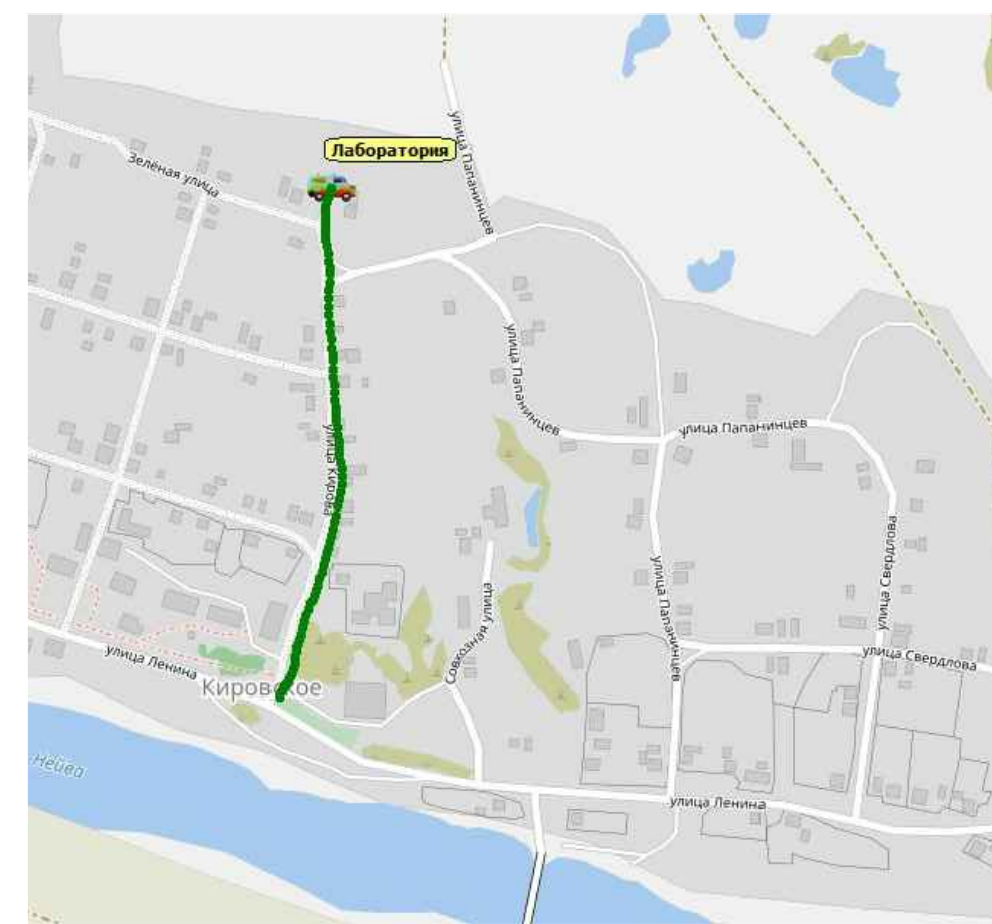 улица Папанинцев
Лаборатория
Зелёная улица
улица Папанинцев
улица Кирова
улица Папанинцев
улица Свердлова
улица Папанинцев
Совхозная улица
улица Ленина
улица Свердлова
Кировское
Нейва
улица Ленина